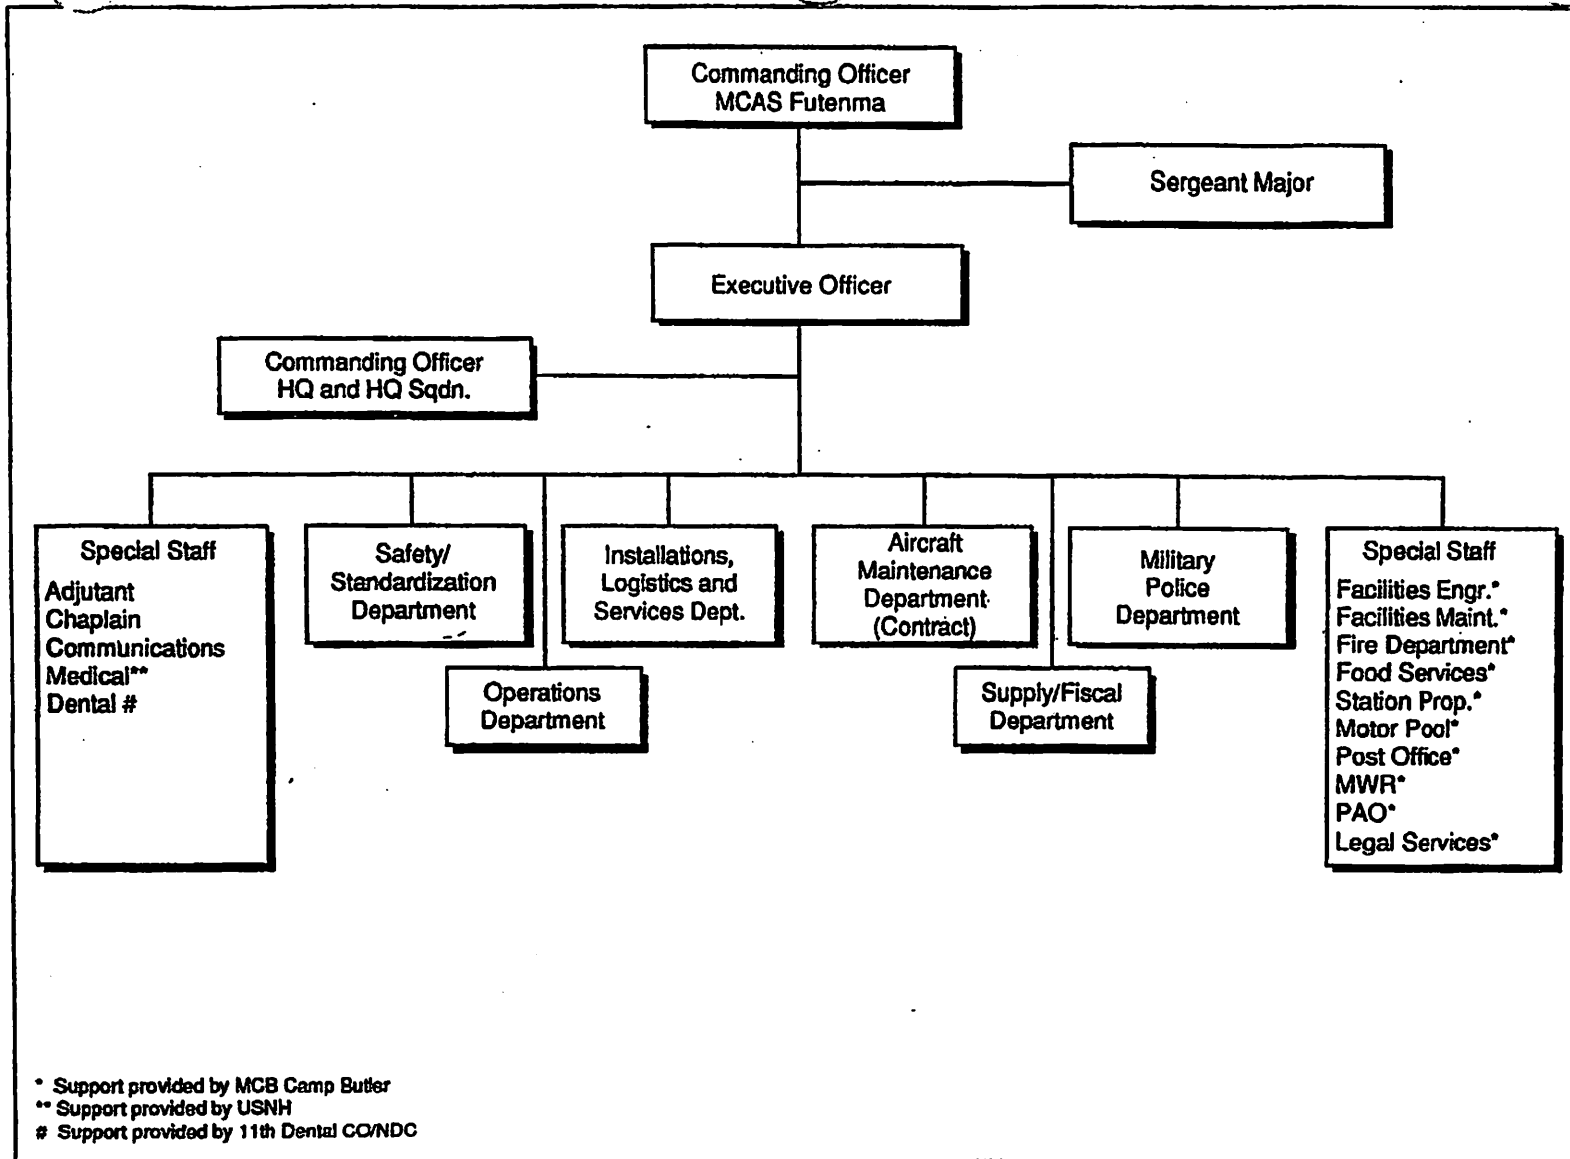 Commanding Officer
MCAS Futenma
Sergeant Major
Executive Officer
Commanding Officer
HQ and HQ Sqdn.
Special Staff
Adjutant
Chaplain
Communications
Medical**
Dental #
Safety/
Standardization
Department
Operations
Department
Installations,
Logistics and
Services Dept.
Aircraft
Maintenance
Department
(Contract)
Supply/Fiscal
Department
Military
Police
Department
Special Staff
Facilities Engr.*
Facilities Maint.*
Fire Department*
Food Services*
Station Prop.*
Motor Pool*
Post Office*
MWR*
PAO*
Legal Services*
* Support provided by MCB Camp Butler
** Support provided by USNH
# Support provided by 11th Dental CO/NDC